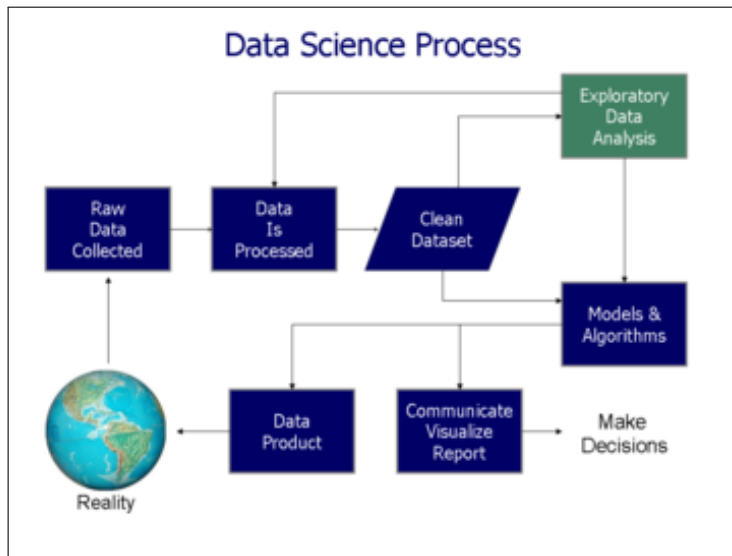 Data Science Process
Exploratory
Data
Analysis
Raw
Data
Collected
Data
Is
Processed
Clean
Dataset
Models &
Algorithms
Data
Product
Communicate
Visualize
Report
Make
Decisions
Reality